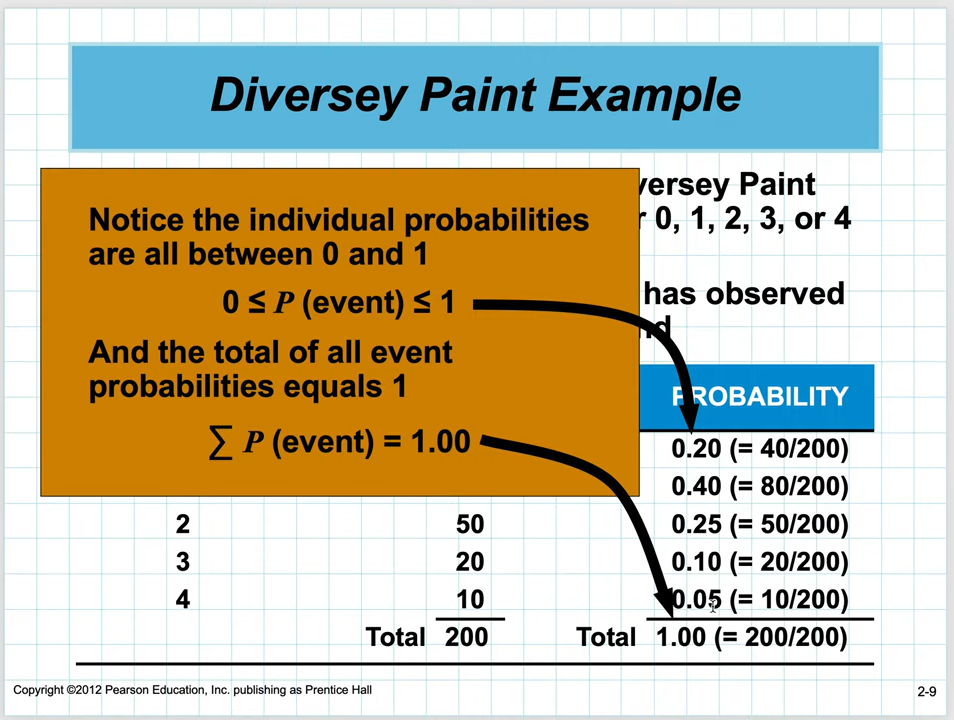 Diversey Paint Example
Paint
0, 1, 2, 3, or 4
has observed
Notice the individual probabilities
are all between 0 and 1
0 ≤ P (event) ≤ 1
And the total of all event
probabilities equals 1
∑ P (event) = 1.00
PROBABILITY
0.20 (= 40/200)
0.40 (= 80/200)
2 50 0.25 (= 50/200)
3 20 0.10 (= 20/200)
4 10 0.05 (= 10/200)
Total 200 Total 1.00 (= 200/200)
Copyright ©2012 Pearson Education, Inc. publishing as Prentice Hall
2-9